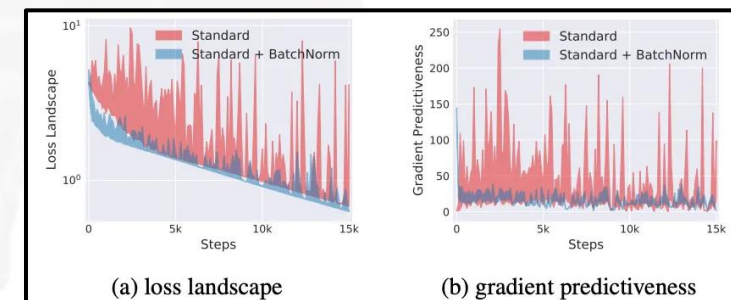 10¹
Standard
Standard + BatchNorm
Loss Landscape
10⁰
0
5k
10k
15k
Steps
(a) loss landscape
250
Standard
Standard + BatchNorm
200
150
100
50
0
Gradient Predictiveness
0
5k
10k
15k
Steps
(b) gradient predictiveness